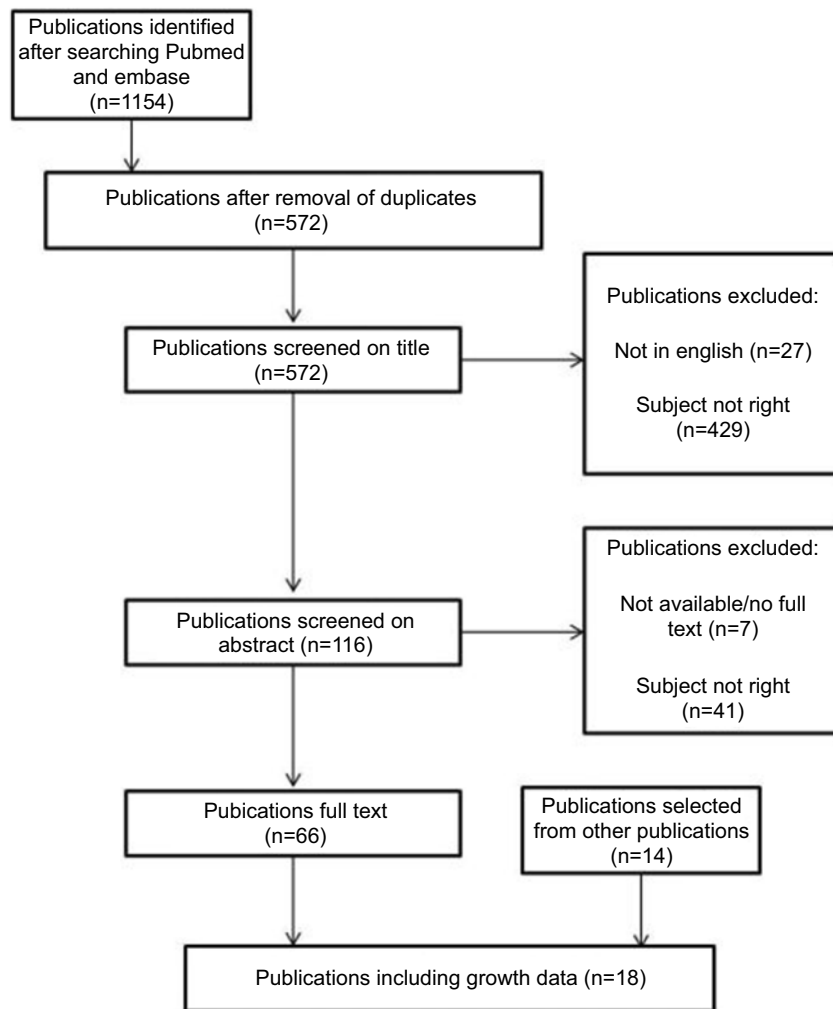 Publications identified
after searching Pubmed
and embase
(n=1154)
Publications after removal of duplicates
(n=572)
Publications screened on title
(n=572)
Publications excluded:
Not in english (n=27)
Subject not right
(n=429)
Publications screened on
abstract (n=116)
Publications excluded:
Not available/no full
text (n=7)
Subject not right
(n=41)
Pubications full text
(n=66)
Publications selected
from other publications
(n=14)
Publications including growth data (n=18)